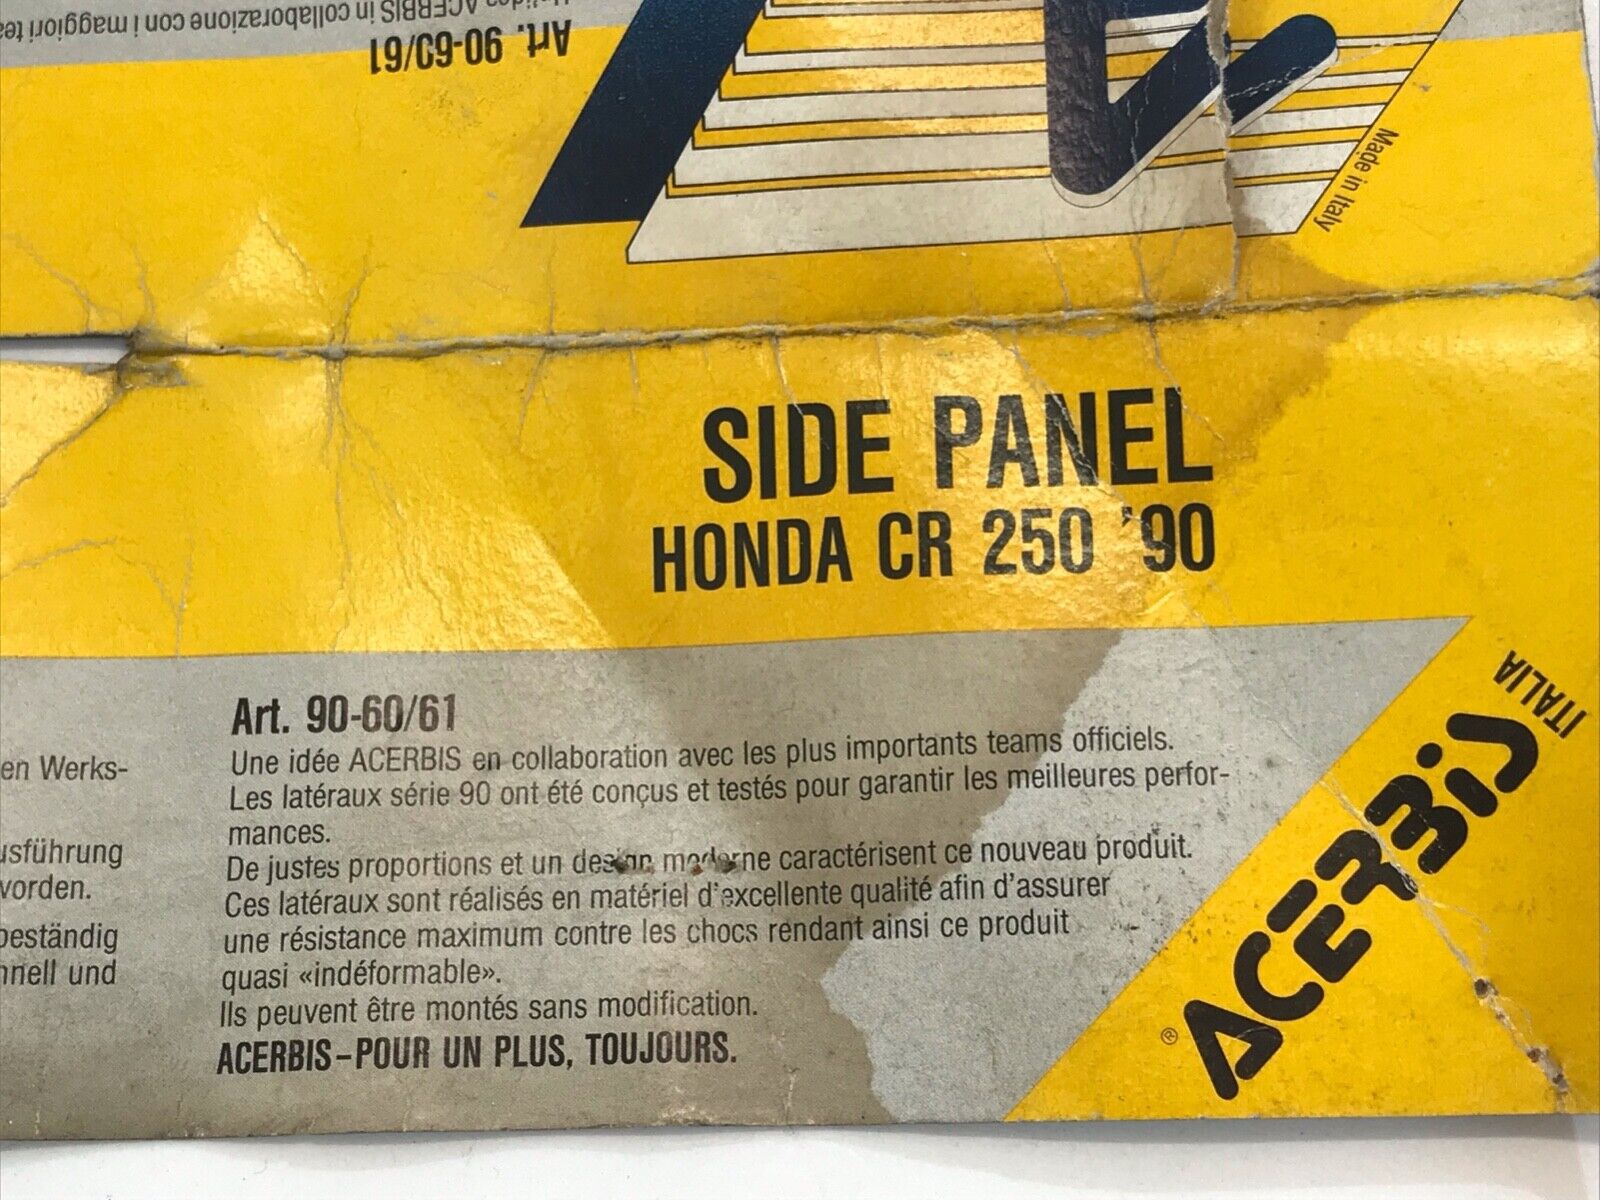 ACERBIS in collaborazione con i maggiori
Art. 90-60/61
Made in Italy
SIDE PANEL
HONDA CR 250 '90
en Werks-
usführung
vorden.
beständig
nnell und
Art. 90-60/61
Une idée ACERBIS en collaboration avec les plus importants teams officiels.
Les latéraux série 90 ont été conçus et testés pour garantir les meilleures perfor-
mances.
De justes proportions et un design moderne caractérisent ce nouveau produit.
Ces latéraux sont réalisés en matériel d'excellente qualité afin d'assurer
une résistance maximum contre les chocs rendant ainsi ce produit
quasi «indéformable».
Ils peuvent être montés sans modification.
ACERBIS-POUR UN PLUS, TOUJOURS.
ACERBIS
ITALIA
®